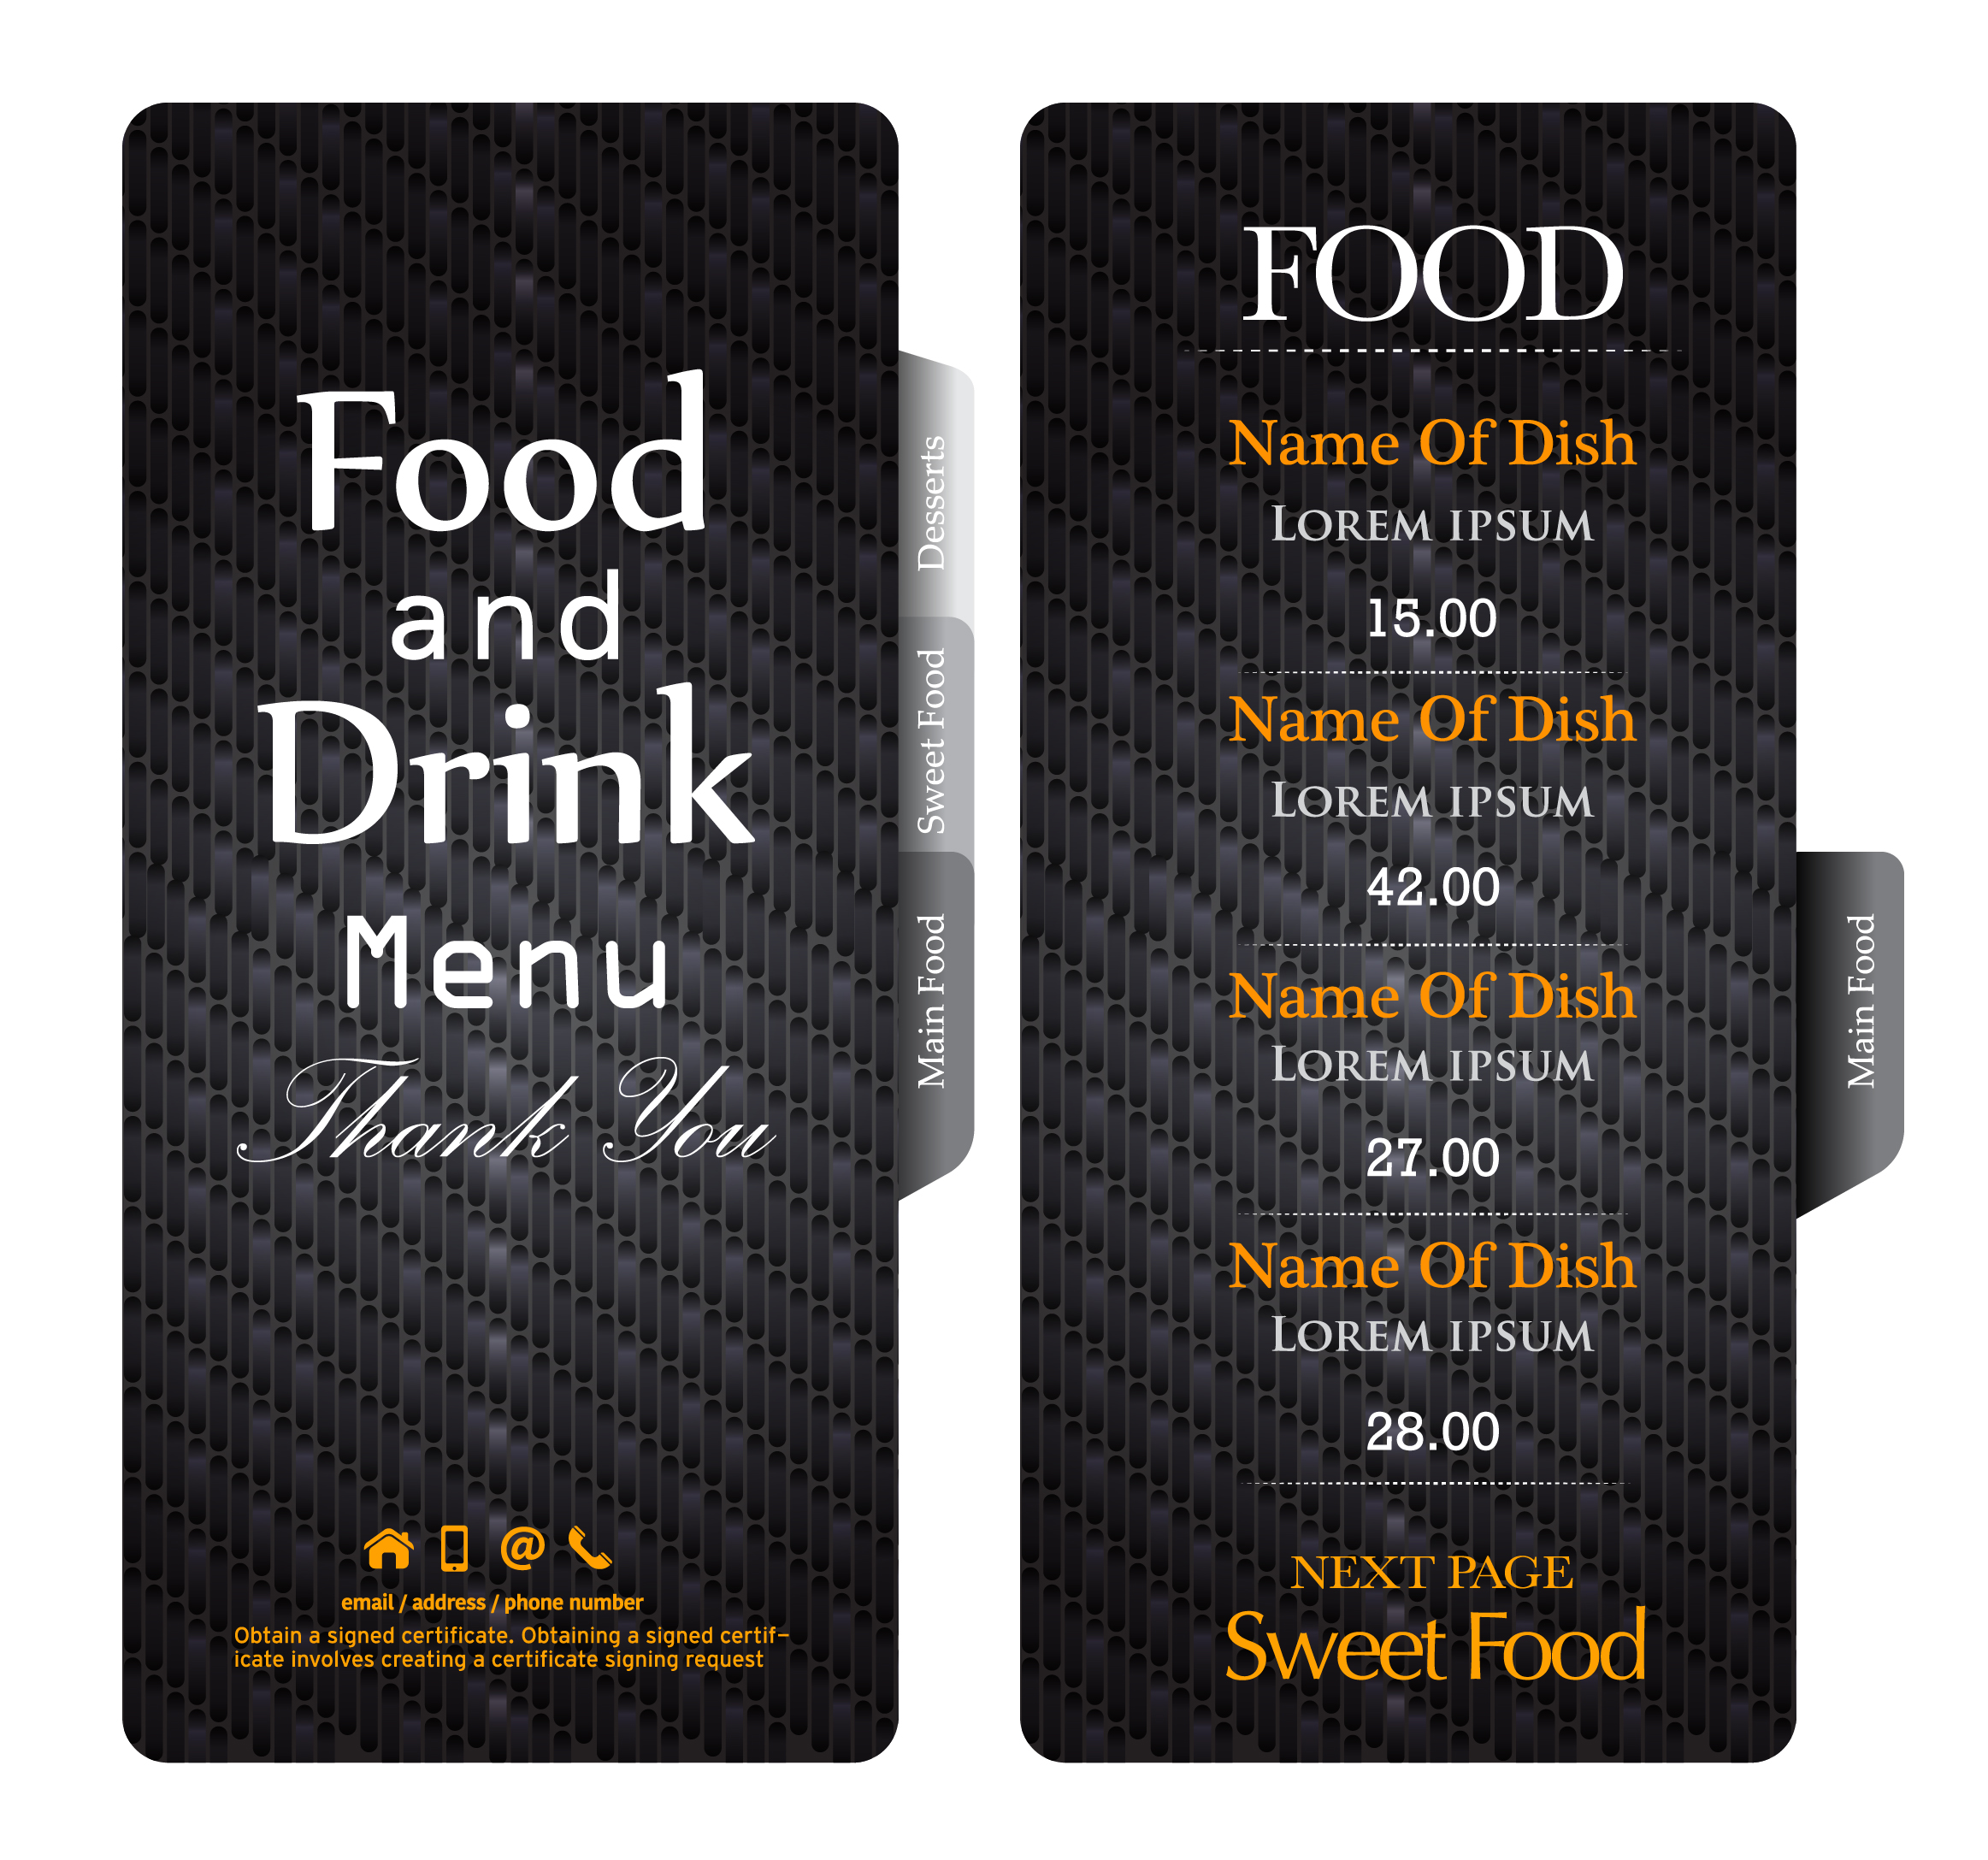 Food
and
Drink
Menu
Thank You
email / address / phone number
Obtain a signed certificate. Obtaining a signed certif-
icate involves creating a certificate signing request
Desserts
Sweet Food
Main Food
FOOD
Name Of Dish
LOREM IPSUM
15.00
Name Of Dish
LOREM IPSUM
42.00
Name Of Dish
LOREM IPSUM
27.00
Name Of Dish
LOREM IPSUM
28.00
NEXT PAGE
Sweet Food
Main Food